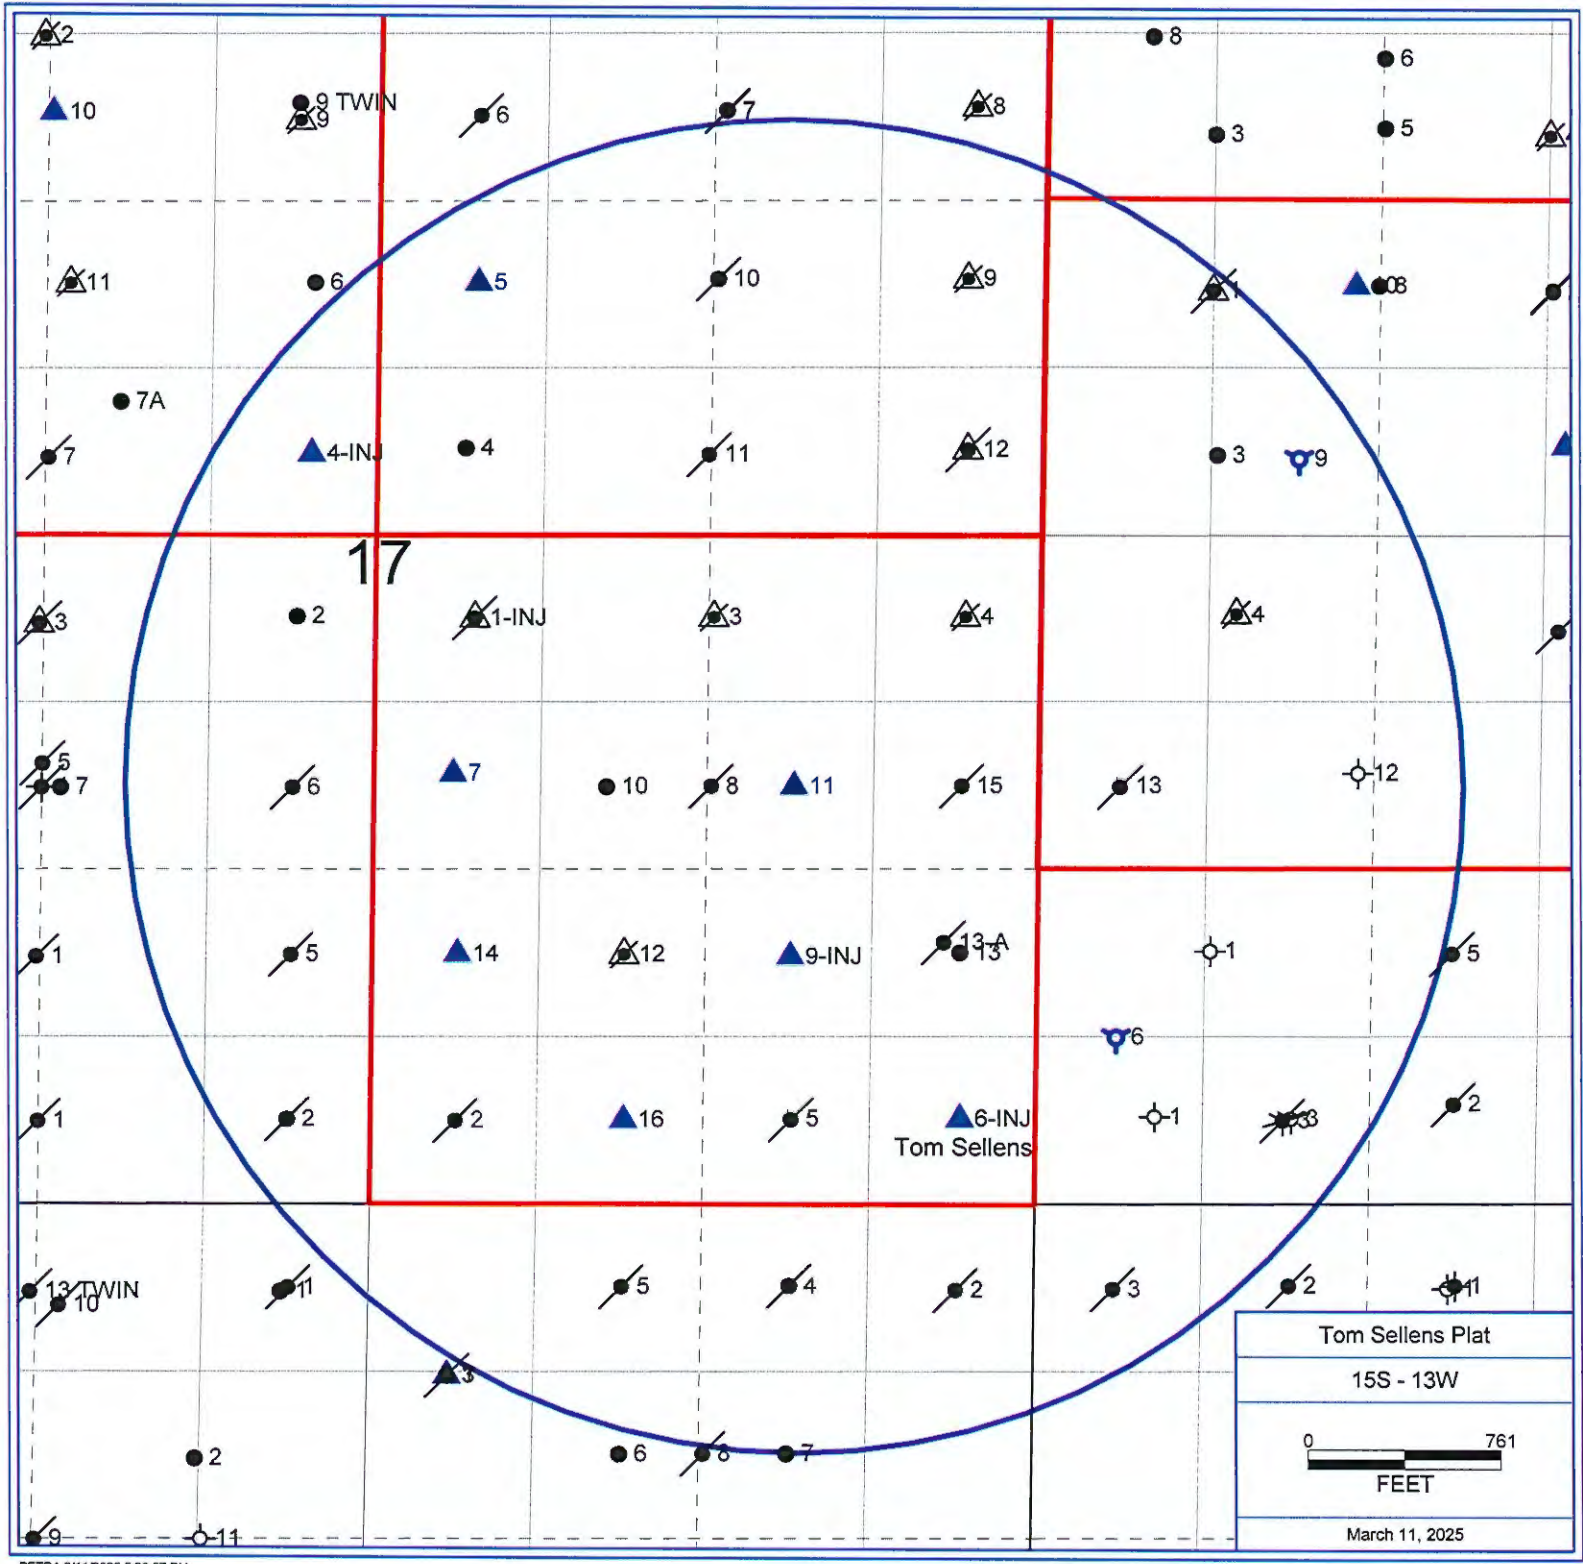 2 8
9 TWIN 6
10 6 7 8
9 3 5
11 6 5 10 9 1 8
7A
7 4-INJ 4 11 12 3 9
17
3 2 1-INJ 3 4 4
5
7 6 7 10 8 11 15 13 12
1 5 14 12 9-INJ 13-A 13 1 5
6
1 2 2 16 5 6-INJ 1 3 2
Tom Sellens
13 TWIN 11 5 4 2 3 2 1
10
3
2 6 8 7
9 11
Tom Sellens Plat
15S - 13W
0 761
FEET
March 11, 2025